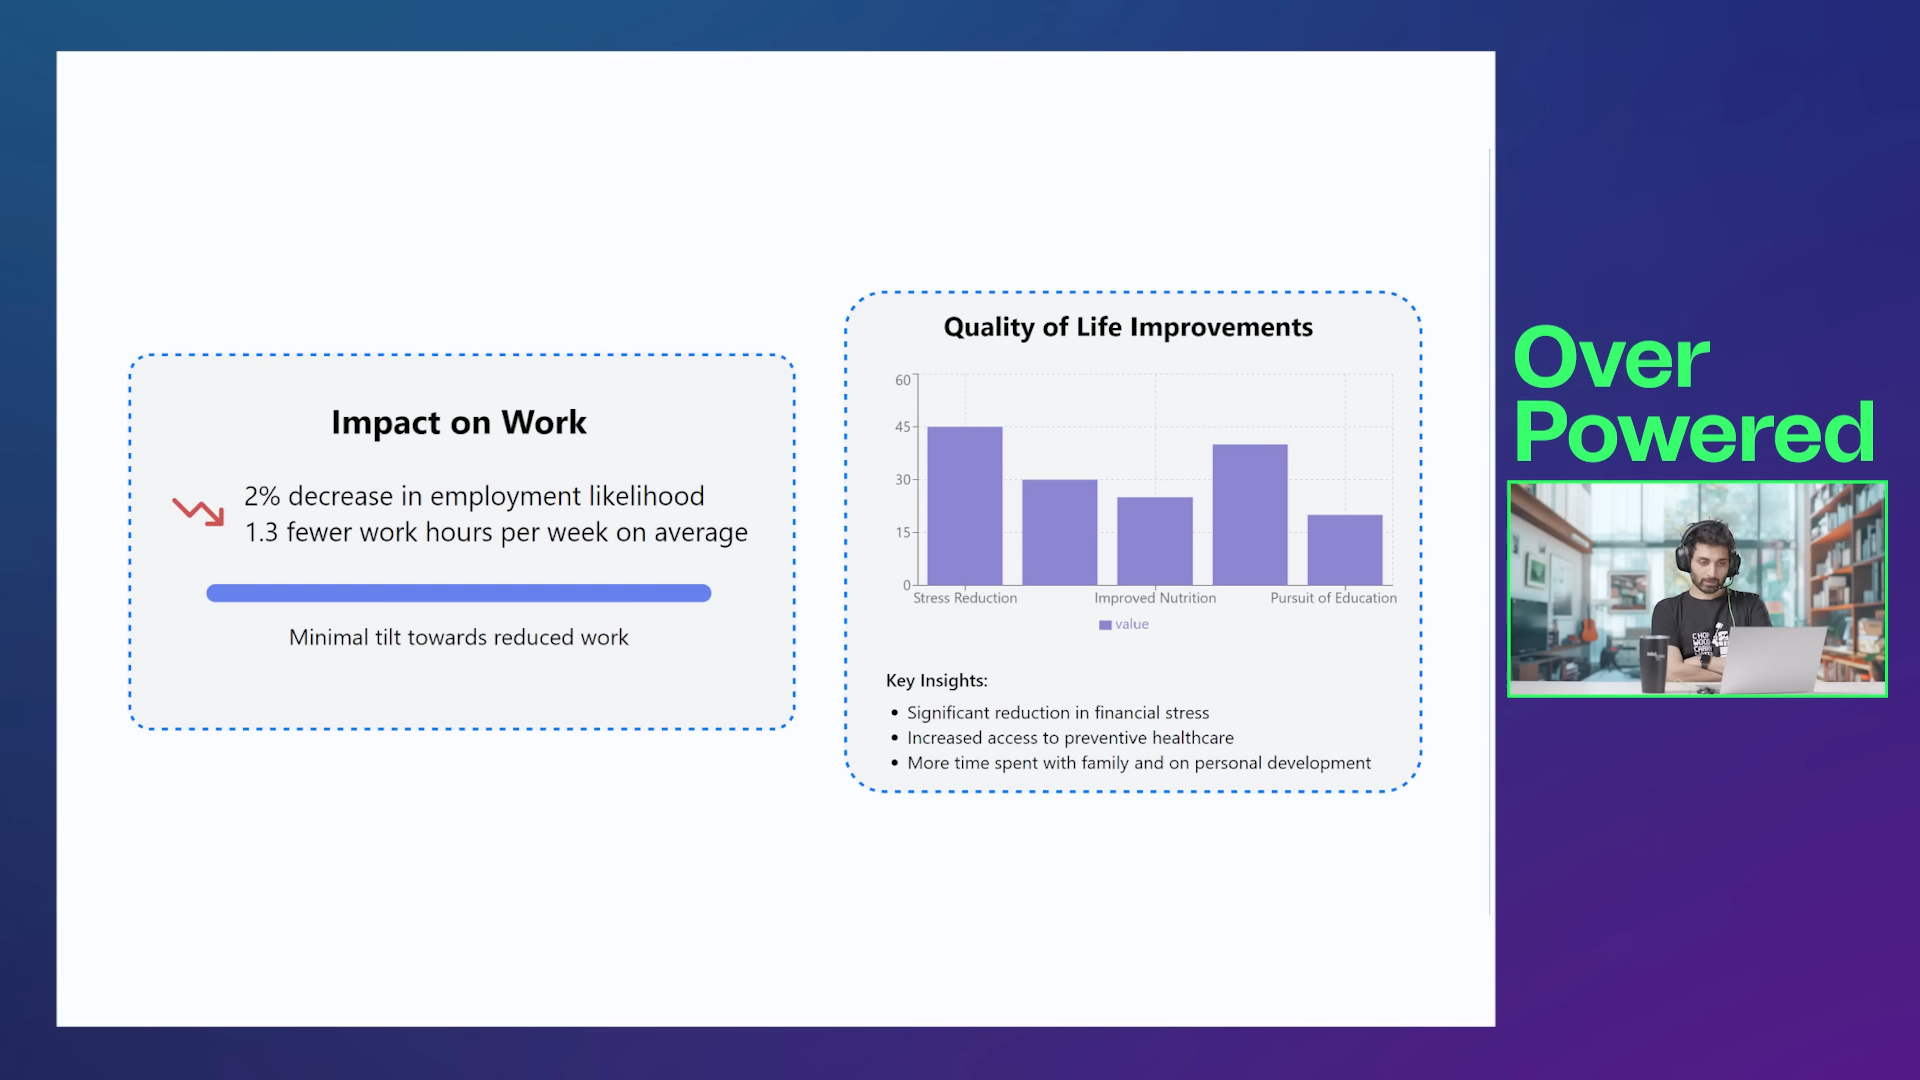 Impact on Work
2% decrease in employment likelihood
1.3 fewer work hours per week on average
Minimal tilt towards reduced work
Quality of Life Improvements
60
45
30
15
0
Stress Reduction
Improved Nutrition
Pursuit of Education
value
Key Insights:
Significant reduction in financial stress
Increased access to preventive healthcare
More time spent with family and on personal development
Over
Powered
CHOP
WOOD